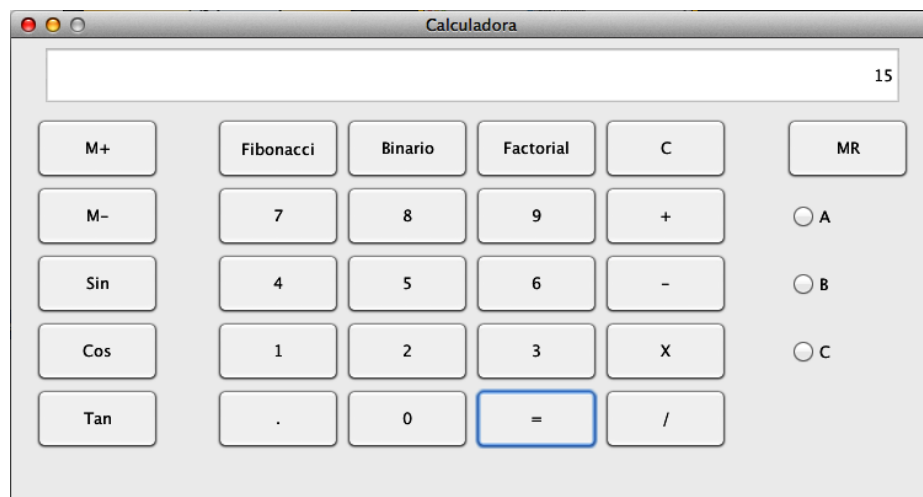 Calculadora
15
M+ Fibonacci Binario Factorial C MR
M- 7 8 9 + A
Sin 4 5 6 - B
Cos 1 2 3 X C
Tan . 0 = /